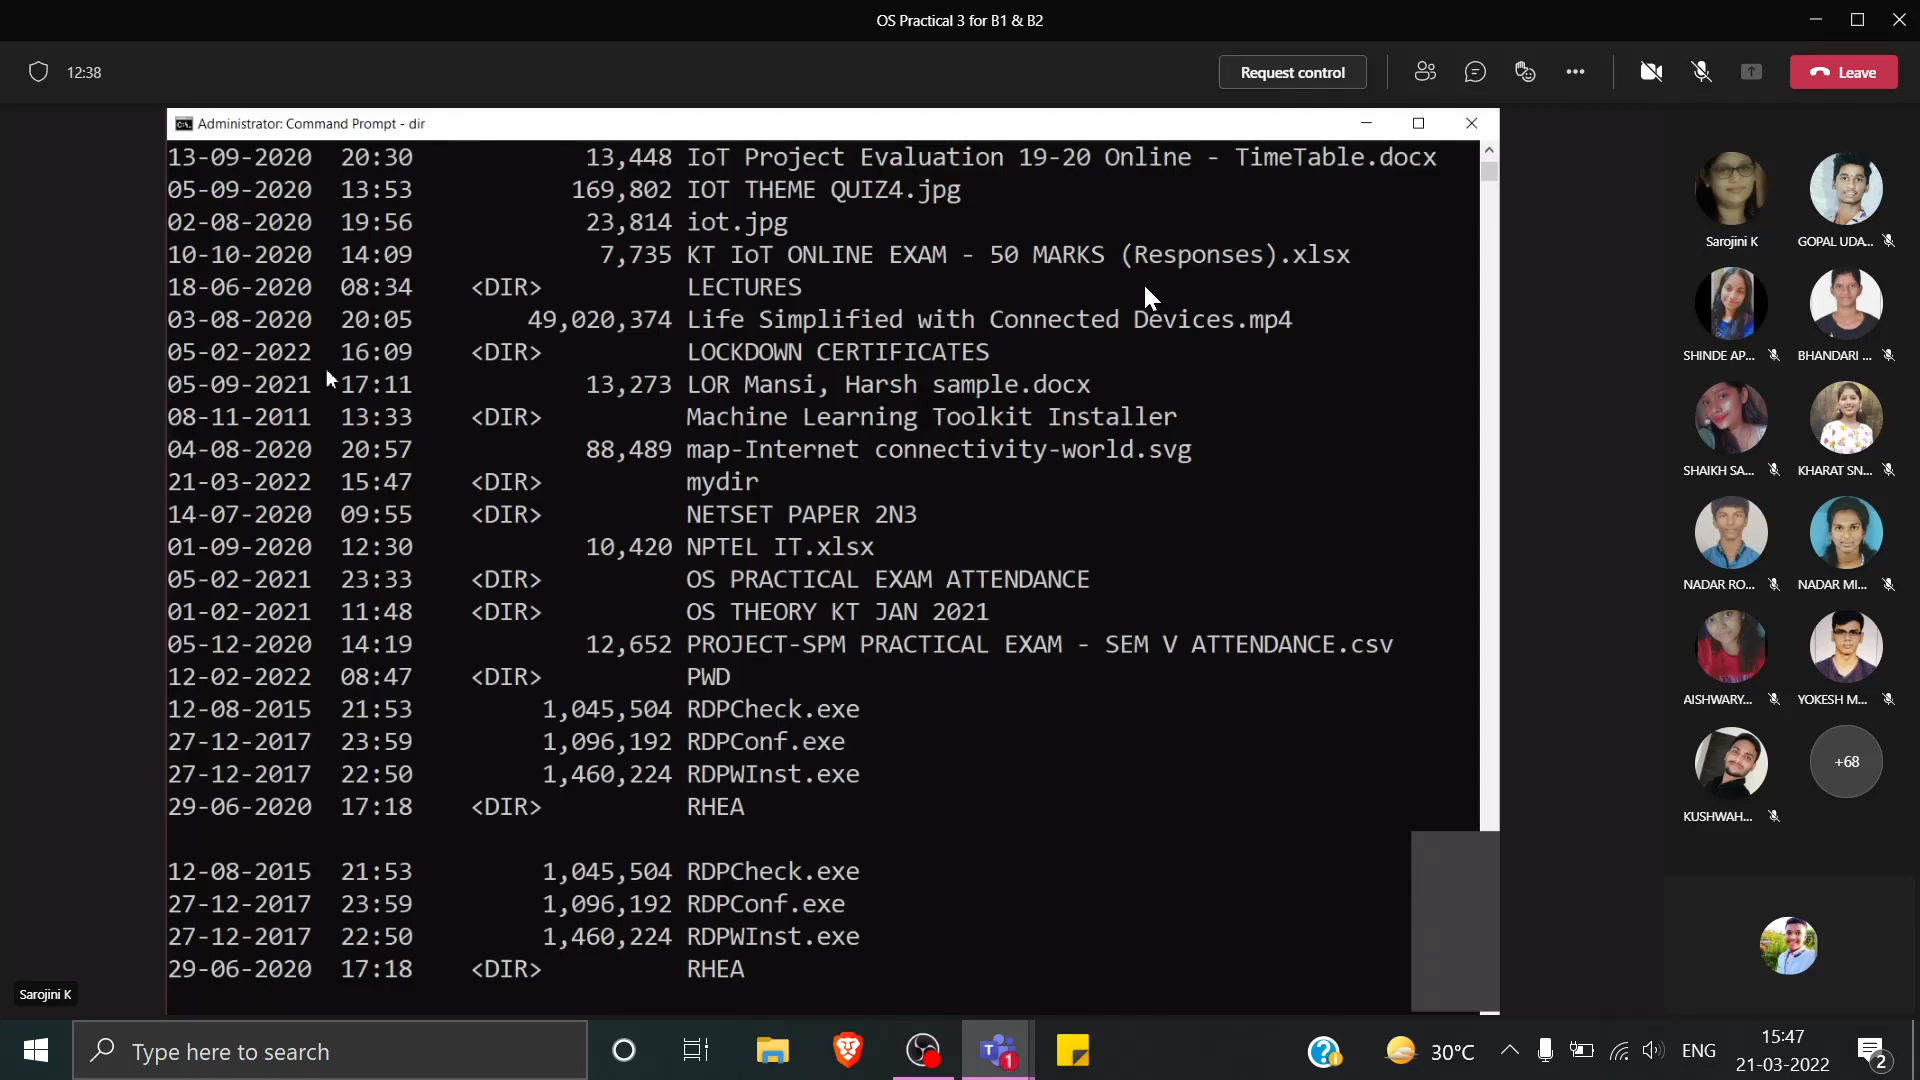 OS Practical 3 for B1 & B2
12:38
Request control
Leave
Administrator: Command Prompt - dir
13-09-2020 20:30 13,448 IoT Project Evaluation 19-20 Online - TimeTable.docx
05-09-2020 13:53 169,802 IOT THEME QUIZ4.jpg
02-08-2020 19:56 23,814 iot.jpg
10-10-2020 14:09 7,735 KT IoT ONLINE EXAM - 50 MARKS (Responses).xlsx
18-06-2020 08:34 <DIR> LECTURES
03-08-2020 20:05 49,020,374 Life Simplified with Connected Devices.mp4
05-02-2022 16:09 <DIR> LOCKDOWN CERTIFICATES
05-09-2021 17:11 13,273 LOR Mansi, Harsh sample.docx
08-11-2011 13:33 <DIR> Machine Learning Toolkit Installer
04-08-2020 20:57 88,489 map-Internet connectivity-world.svg
21-03-2022 15:47 <DIR> mydir
14-07-2020 09:55 <DIR> NETSET PAPER 2N3
01-09-2020 12:30 10,420 NPTEL IT.xlsx
05-02-2021 23:33 <DIR> OS PRACTICAL EXAM ATTENDANCE
01-02-2021 11:48 <DIR> OS THEORY KT JAN 2021
05-12-2020 14:19 12,652 PROJECT-SPM PRACTICAL EXAM - SEM V ATTENDANCE.csv
12-02-2022 08:47 <DIR> PWD
12-08-2015 21:53 1,045,504 RDPCheck.exe
27-12-2017 23:59 1,096,192 RDPConf.exe
27-12-2017 22:50 1,460,224 RDPWInst.exe
29-06-2020 17:18 <DIR> RHEA
12-08-2015 21:53 1,045,504 RDPCheck.exe
27-12-2017 23:59 1,096,192 RDPConf.exe
27-12-2017 22:50 1,460,224 RDPWInst.exe
29-06-2020 17:18 <DIR> RHEA
Sarojini K
GOPAL UDA...
SHINDE AP...
BHANDARI ...
SHAIKH SA...
KHARAT SN...
NADAR RO...
NADAR MI...
AISHWARY...
YOKESH M...
KUSHWAH...
+68
Sarojini K
Type here to search
1
30°C
ENG
15:47
21-03-2022
2